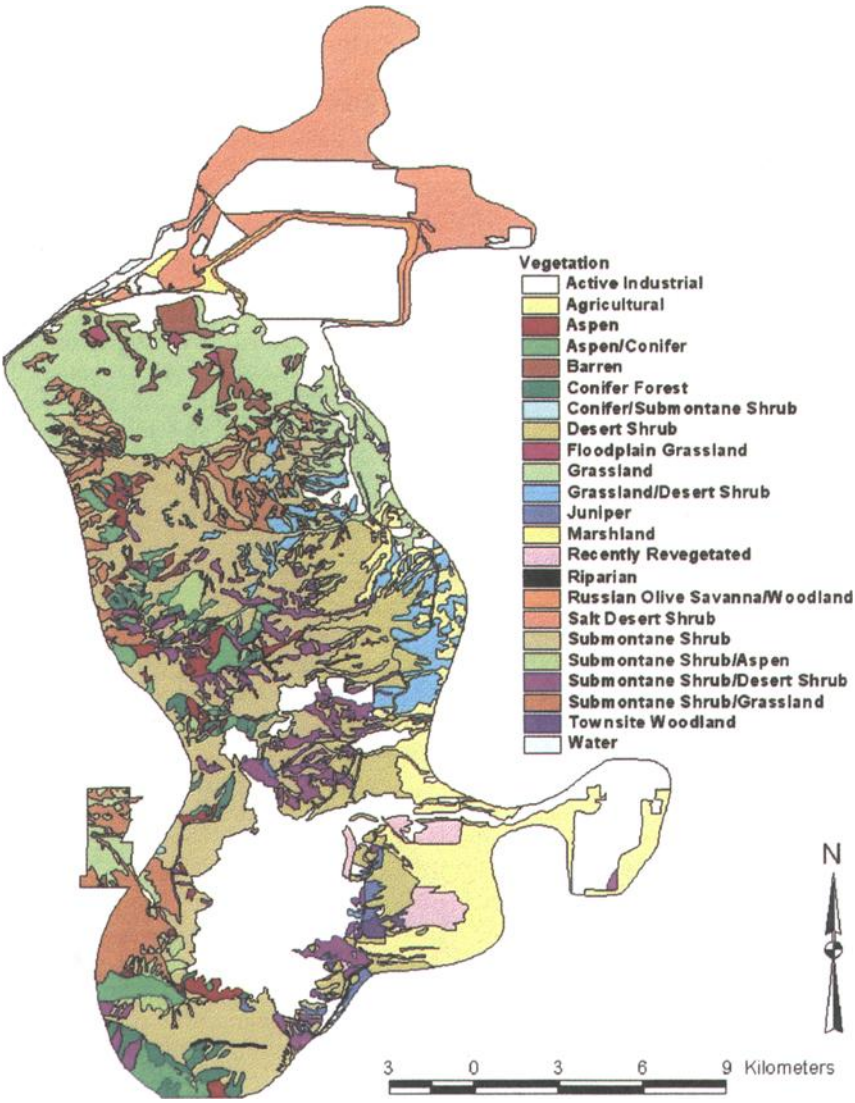 Vegetation
Active Industrial
Agricultural
Aspen
Aspen/Conifer
Barren
Conifer Forest
Conifer/Submontane Shrub
Desert Shrub
Floodplain Grassland
Grassland
Grassland/Desert Shrub
Juniper
Marshland
Recently Revegetated
Riparian
Russian Olive Savanna/Woodland
Salt Desert Shrub
Submontane Shrub
Submontane Shrub/Aspen
Submontane Shrub/Desert Shrub
Submontane Shrub/Grassland
Townsite Woodland
Water
N
3 0 3 6 9 Kilometers